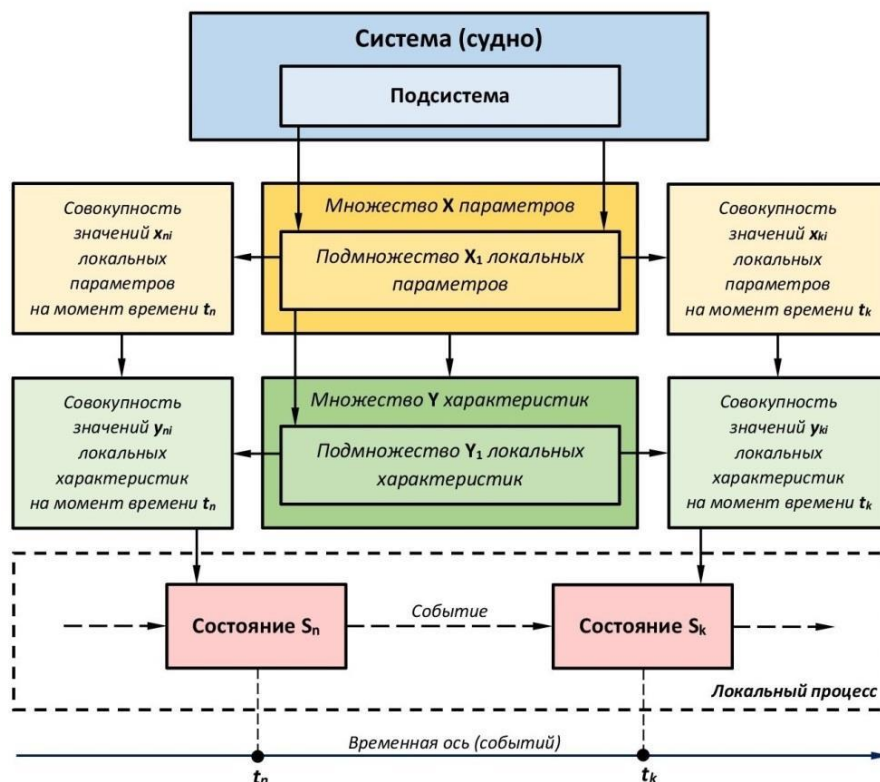 Система (судно)
Подсистема
Совокупность
значений xni
локальных
параметров
на момент времени tn
Множество X параметров
Подмножество X1 локальных
параметров
Совокупность
значений xki
локальных
параметров
на момент времени tk
Совокупность
значений yni
локальных
характеристик
на момент времени tn
Множество Y характеристик
Подмножество Y1 локальных
характеристик
Совокупность
значений yki
локальных
характеристик
на момент времени tk
Состояние Sn
Событие
Состояние Sk
Локальный процесс
Временная ось (событий)
tn
tk